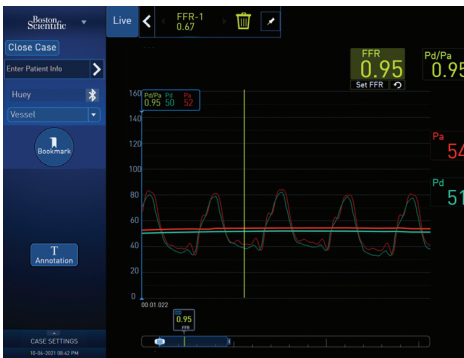 Boston
Scientific
Live
FFR-1
0.67
Close Case
Enter Patient Info
Huey
Vessel
Bookmark
T
Annotation
CASE SETTINGS
10-04-2021 08:42 PM
FFR
0.95
Set FFR
Pd/Pa
0.95
Pa
54
Pd
51
Pd/Pa Pd Pa
0.95 50 52
160
140
120
100
80
60
40
20
0
00:01.022
0.95
FFR